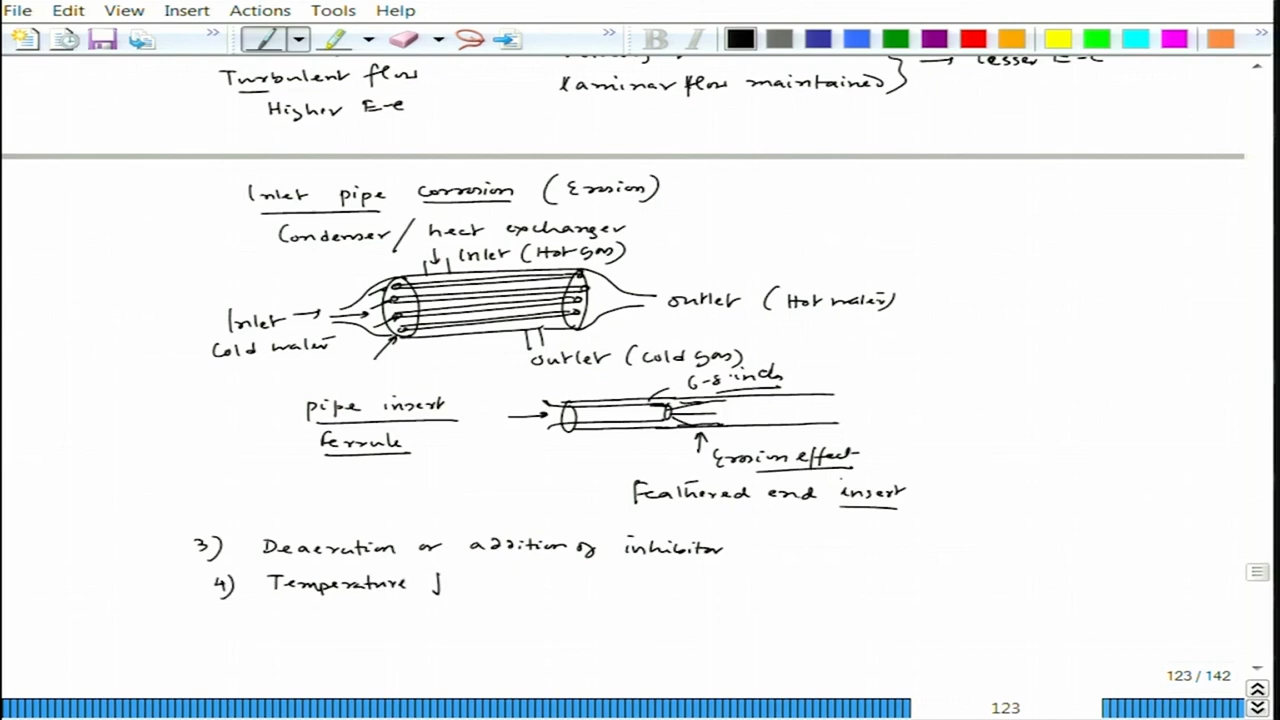 File Edit View Insert Actions Tools Help
B I
Turbulent flow
Higher E-c
laminar flow maintained) → lesser E-C
Inlet pipe corrosion (Erosion)
Condenser / heat exchanger
Inlet (Hot gas)
Inlet →
Cold water
outlet (Hot water)
outlet (cold gas)
6-8 inch
pipe insert
ferrule
Erosion effect
Feathered end insert
3) Deaeration or addition of inhibitor
4) Temperature ↓
123 / 142
123